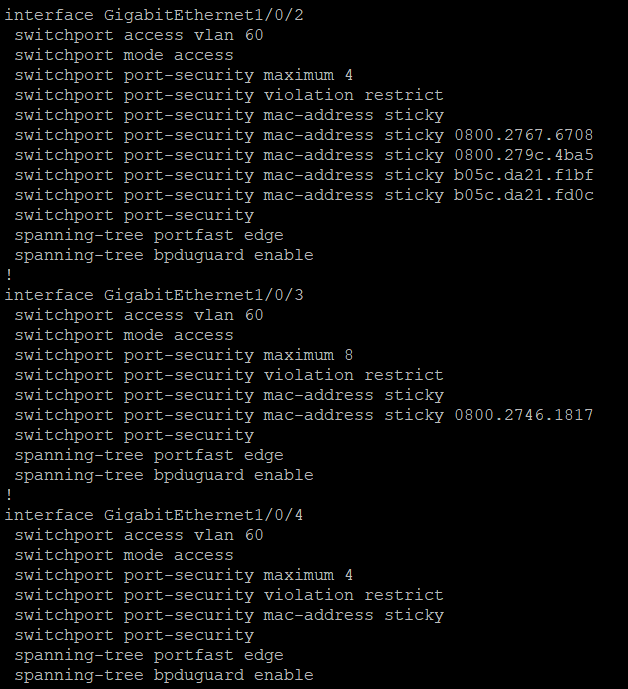 interface GigabitEthernet1/0/2
 switchport access vlan 60
 switchport mode access
 switchport port-security maximum 4
 switchport port-security violation restrict
 switchport port-security mac-address sticky
 switchport port-security mac-address sticky 0800.2767.6708
 switchport port-security mac-address sticky 0800.279c.4ba5
 switchport port-security mac-address sticky b05c.da21.f1bf
 switchport port-security mac-address sticky b05c.da21.fd0c
 switchport port-security
 spanning-tree portfast edge
 spanning-tree bpduguard enable
!
interface GigabitEthernet1/0/3
 switchport access vlan 60
 switchport mode access
 switchport port-security maximum 8
 switchport port-security violation restrict
 switchport port-security mac-address sticky
 switchport port-security mac-address sticky 0800.2746.1817
 switchport port-security
 spanning-tree portfast edge
 spanning-tree bpduguard enable
!
interface GigabitEthernet1/0/4
 switchport access vlan 60
 switchport mode access
 switchport port-security maximum 4
 switchport port-security violation restrict
 switchport port-security mac-address sticky
 switchport port-security
 spanning-tree portfast edge
 spanning-tree bpduguard enable